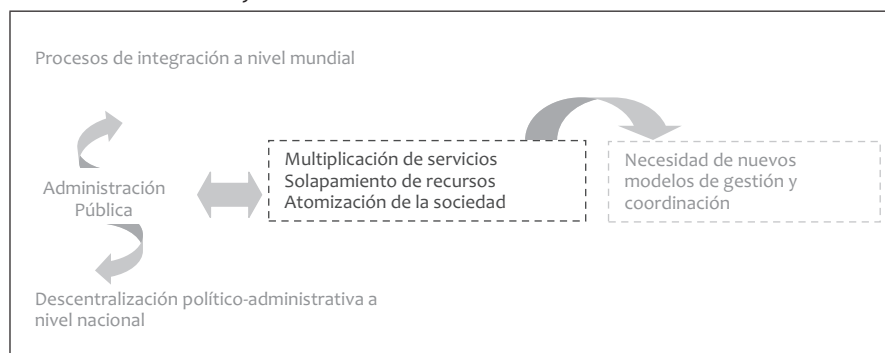 Procesos de integración a nivel mundial
Administración
Pública
Multiplicación de servicios
Solapamiento de recursos
Atomización de la sociedad
Necesidad de nuevos
modelos de gestión y
coordinación
Descentralización político-administrativa a
nivel nacional